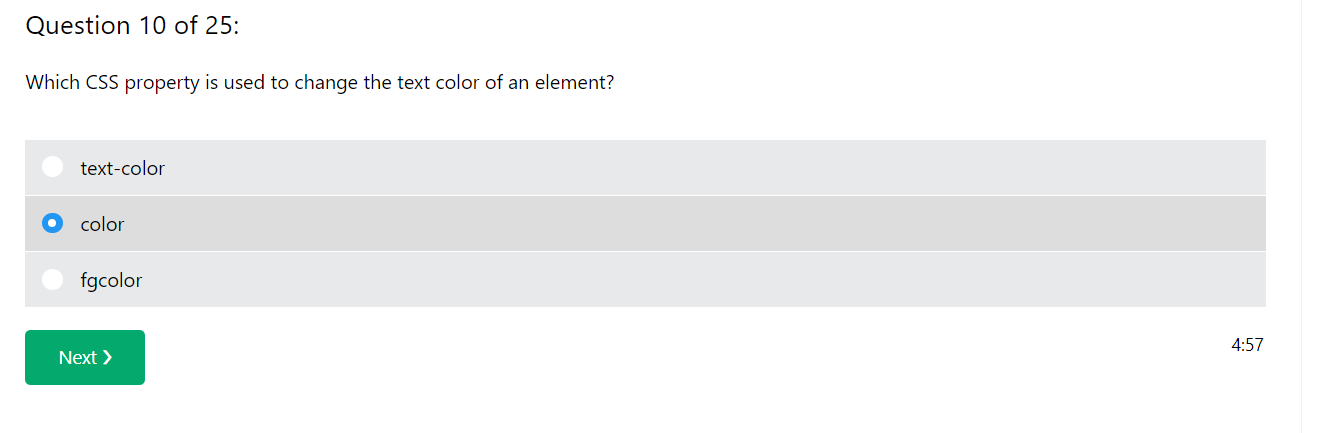 Question 10 of 25:
Which CSS property is used to change the text color of an element?
text-color
color
fgcolor
Next ❯
4:57